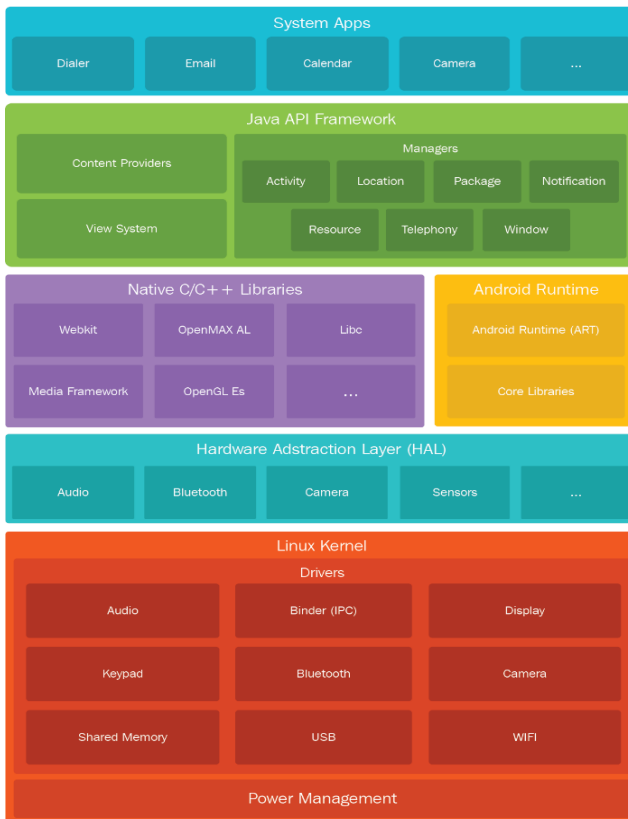 System Apps
Dialer
Email
Calendar
Camera
...
Java API Framework
Content Providers
View System
Managers
Activity
Location
Package
Notification
Resource
Telephony
Window
Native C/C++ Libraries
Webkit
OpenMAX AL
Libc
Media Framework
OpenGL Es
...
Android Runtime
Android Runtime (ART)
Core Libraries
Hardware Adstraction Layer (HAL)
Audio
Bluetooth
Camera
Sensors
...
Linux Kernel
Drivers
Audio
Binder (IPC)
Display
Keypad
Bluetooth
Camera
Shared Memory
USB
WIFI
Power Management